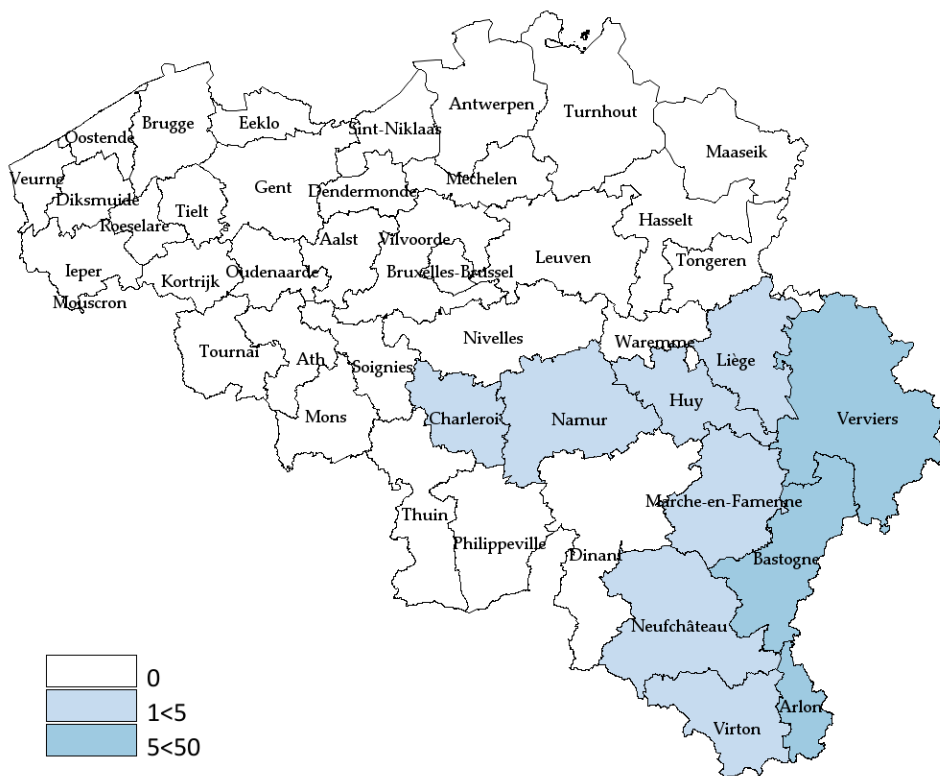 Antwerpen
Turnhout
Brugge
Eeklo
Sint-Niklaas
Oostende
Maaseik
Veurne
Mechelen
Gent
Dendermonde
Diksmuide
Tielt
Roeselare
Hasselt
Aalst
Vilvoorde
Leuven
Tongeren
Ieper
Kortrijk
Oudenaarde
Bruxelles-Brussel
Mouscron
Nivelles
Waremme
Tournai
Ath
Soignies
Liège
Huy
Mons
Charleroi
Namur
Verviers
Marche-en-Famenne
Thuin
Philippeville
Dinant
Bastogne
Neufchâteau
Arlon
Virton
0
1<5
5<50